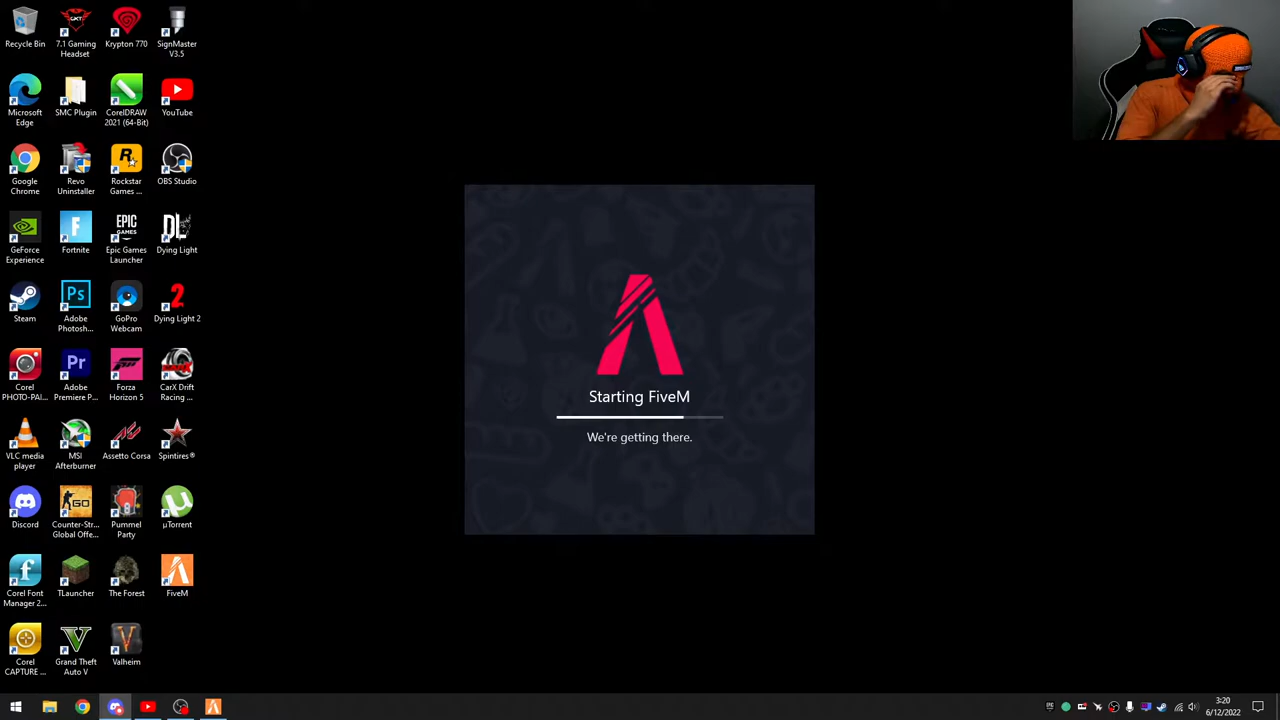 Recycle Bin
7.1 Gaming
Headset
Krypton 770
SignMaster
V3.5
Microsoft
Edge
SMC Plugin
CorelDRAW
2021 (64-Bit)
YouTube
Google
Chrome
Revo
Uninstaller
Rockstar
Games ...
OBS Studio
GeForce
Experience
Fortnite
Epic Games
Launcher
Dying Light
Steam
Adobe
Photosh...
GoPro
Webcam
Dying Light 2
Corel
PHOTO-PAI...
Adobe
Premiere P...
Forza
Horizon 5
CarX Drift
Racing ...
VLC media
player
MSI
Afterburner
Assetto Corsa
Spintires®
Discord
Counter-Str...
Global Offe...
Pummel
Party
µTorrent
Corel Font
Manager 2...
TLauncher
The Forest
FiveM
Corel
CAPTURE ...
Grand Theft
Auto V
Valheim
Starting FiveM
We're getting there.
3:20
6/12/2022